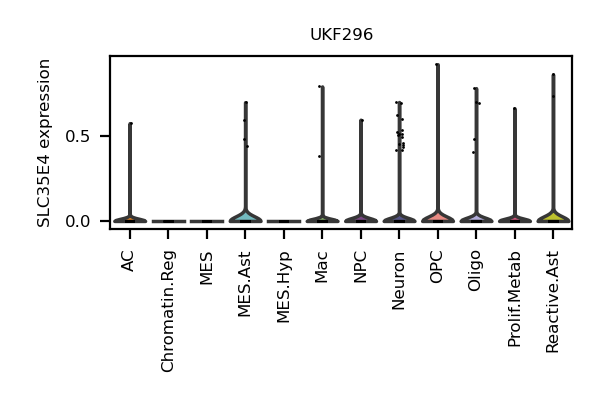 UKF296
SLC35E4 expression
0.5
0.0
AC
Chromatin.Reg
MES
MES.Ast
MES.Hyp
Mac
NPC
Neuron
OPC
Oligo
Prolif.Metab
Reactive.Ast